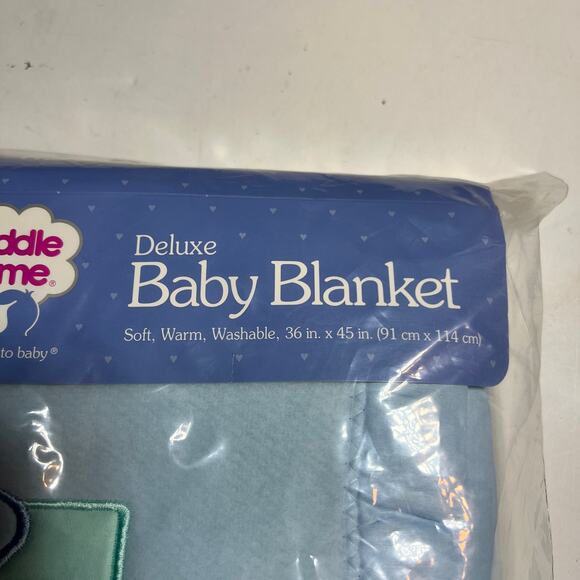 ddle
me®
to baby®
Deluxe
Baby Blanket
Soft, Warm, Washable, 36 in. x 45 in. (91 cm x 114 cm)